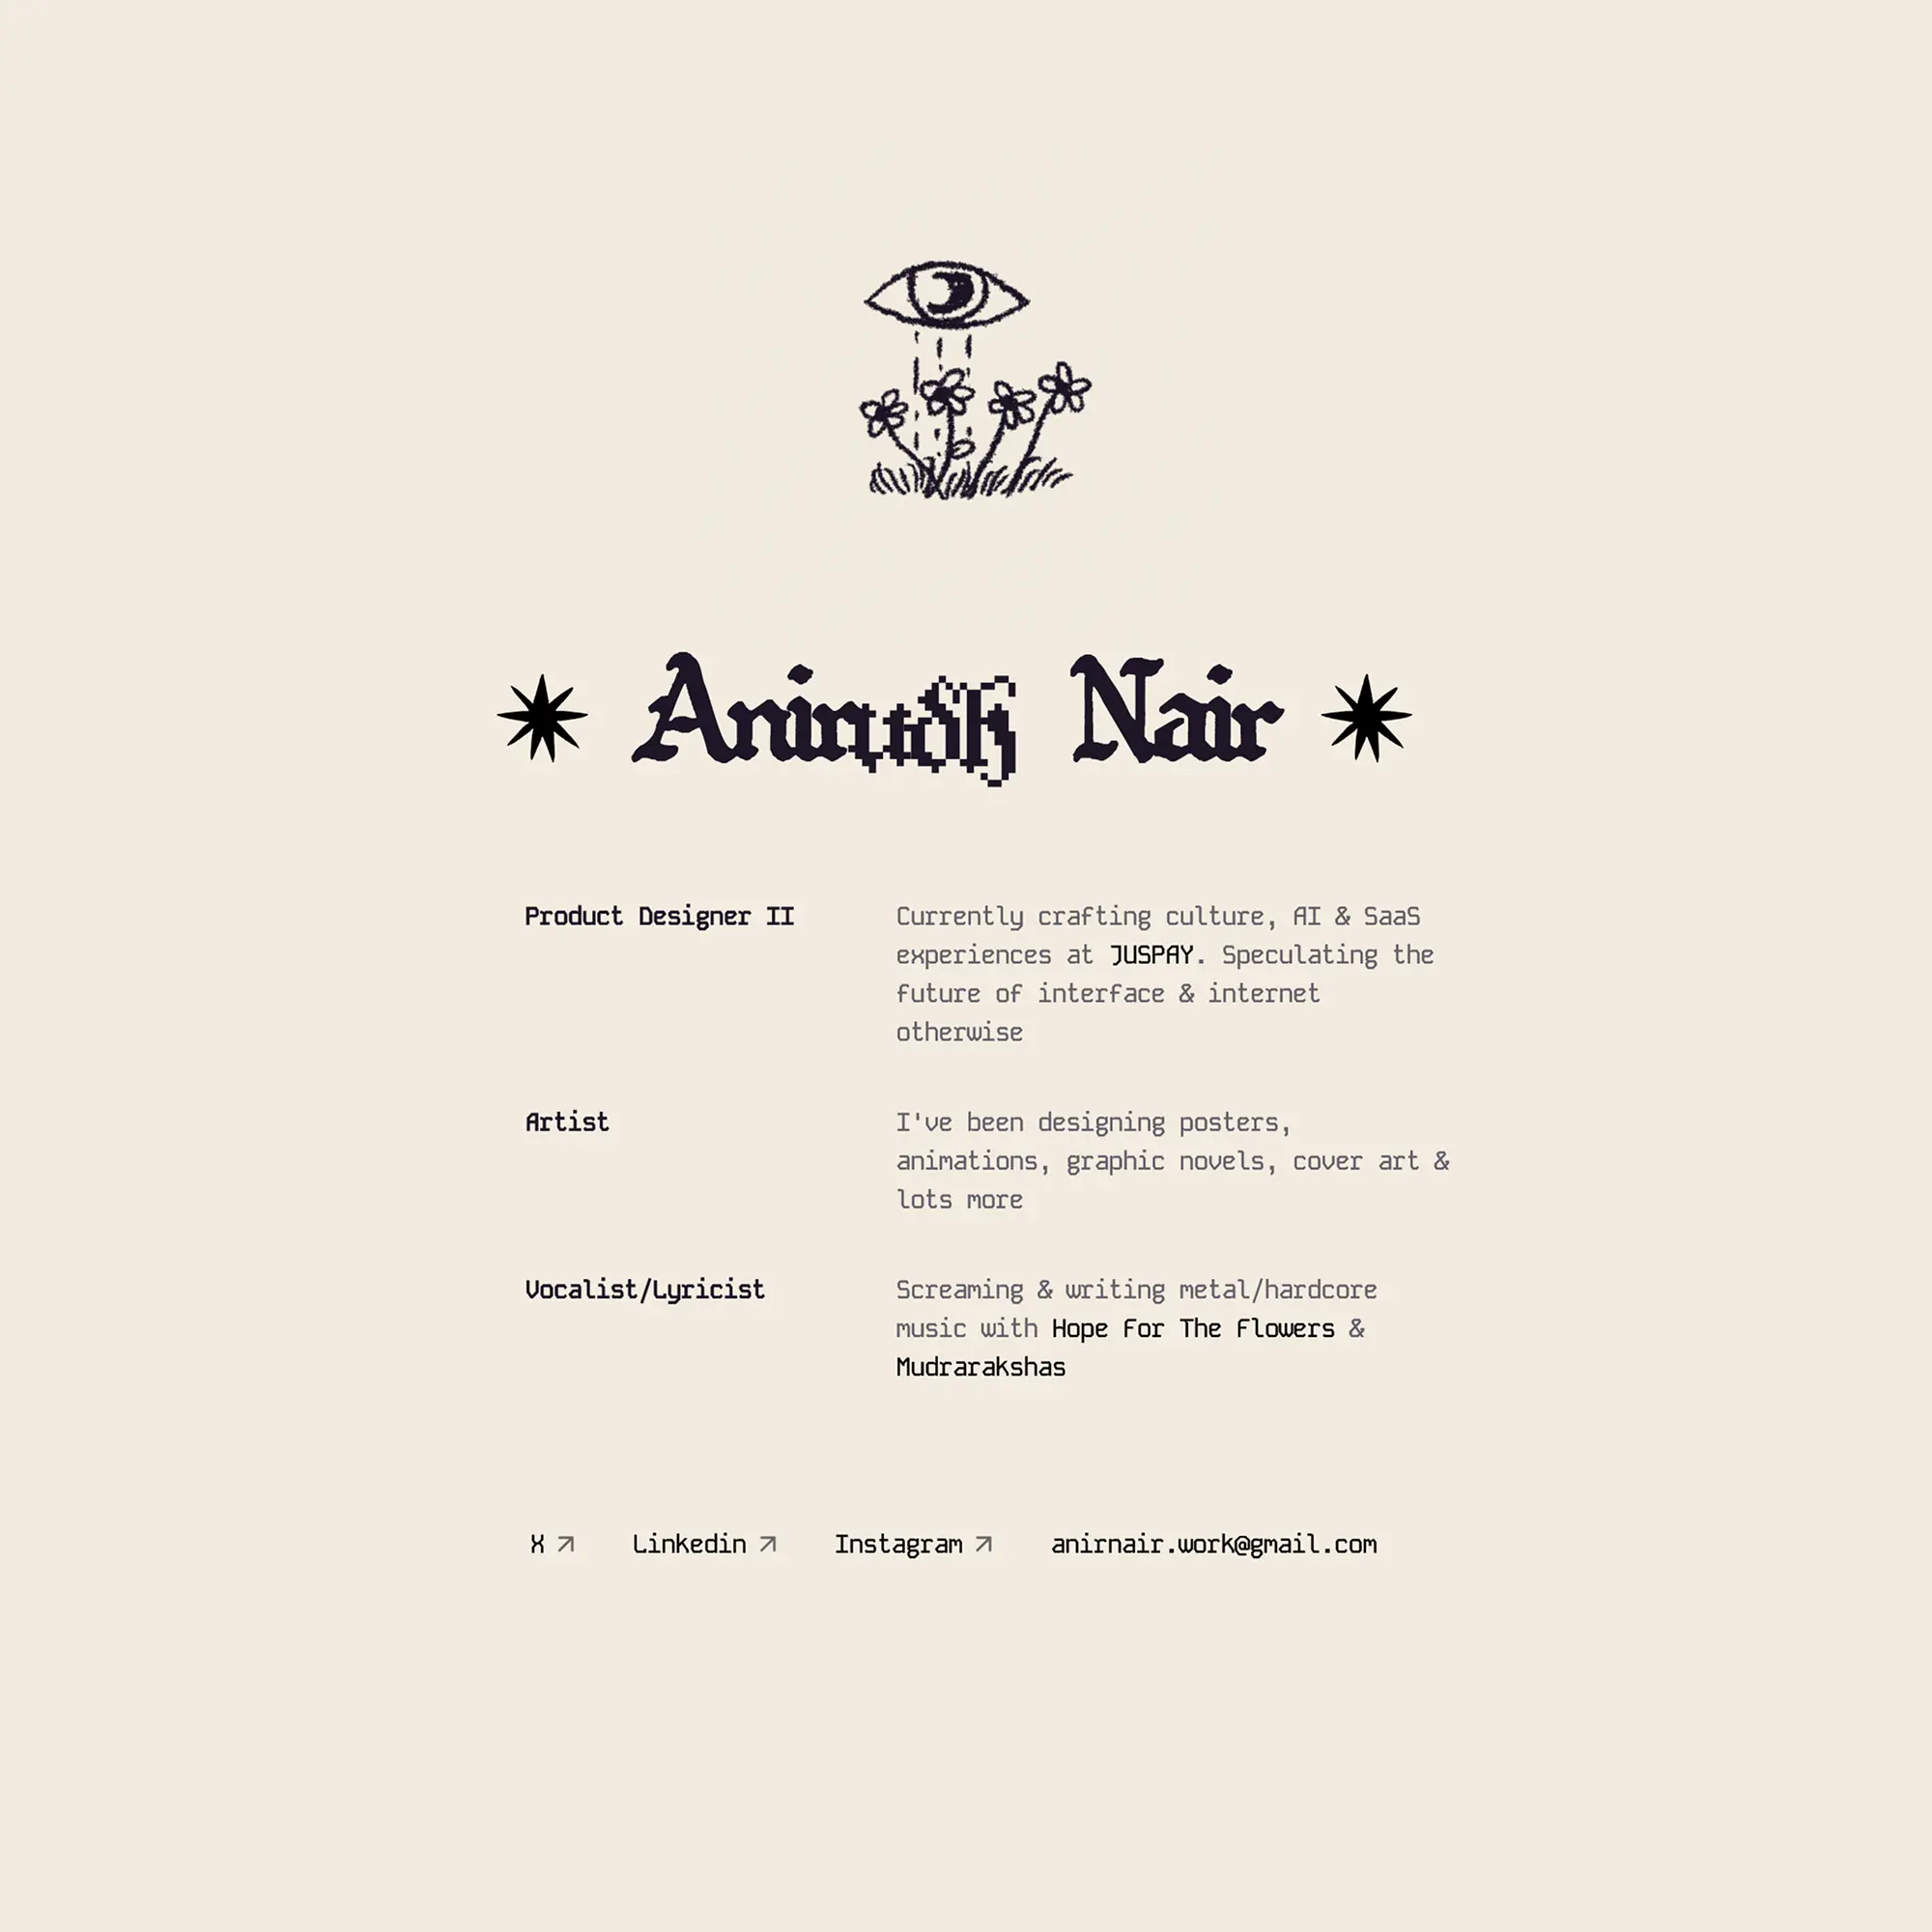 Anirudh Nair
Product Designer II
Currently crafting culture, AI & SaaS
experiences at JUSPAY. Speculating the
future of interface & internet
otherwise
Artist
I've been designing posters,
animations, graphic novels, cover art &
lots more
Vocalist/Lyricist
Screaming & writing metal/hardcore
music with Hope For The Flowers &
Mudrarakshas
X ↗ Linkedin ↗ Instagram ↗ anirnair.work@gmail.com